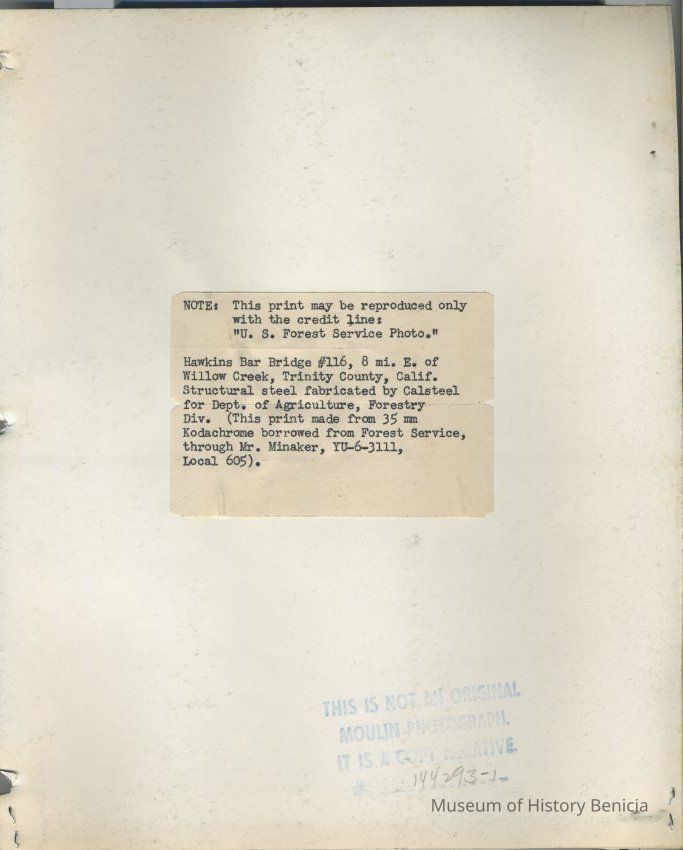 NOTE: This print may be reproduced only
with the credit line:
"U. S. Forest Service Photo."
Hawkins Bar Bridge #116, 8 mi. E. of
Willow Creek, Trinity County, Calif.
Structural steel fabricated by Calsteel
for Dept. of Agriculture, Forestry
Div. (This print made from 35 mm
Kodachrome borrowed from Forest Service,
through Mr. Minaker, YU-6-3111,
Local 605).
THIS IS NOT AN ORIGINAL
MOULIN PHOTOGRAPH.
IT IS A COPY NEGATIVE.
# 144293-1
Museum of History Benicia